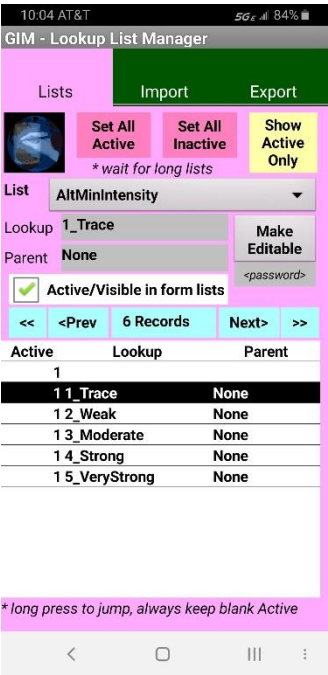 10:04 AT&T 5GE 84%
GIM - Lookup List Manager
Lists Import Export
Set All Active
Set All Inactive
Show Active Only
* wait for long lists
List AltMinIntensity
Lookup 1_Trace
Make Editable
Parent None
<password>
Active/Visible in form lists
<< <Prev 6 Records Next> >>
Active Lookup Parent
1
1 1_Trace None
1 2_Weak None
1 3_Moderate None
1 4_Strong None
1 5_VeryStrong None
* long press to jump, always keep blank Active